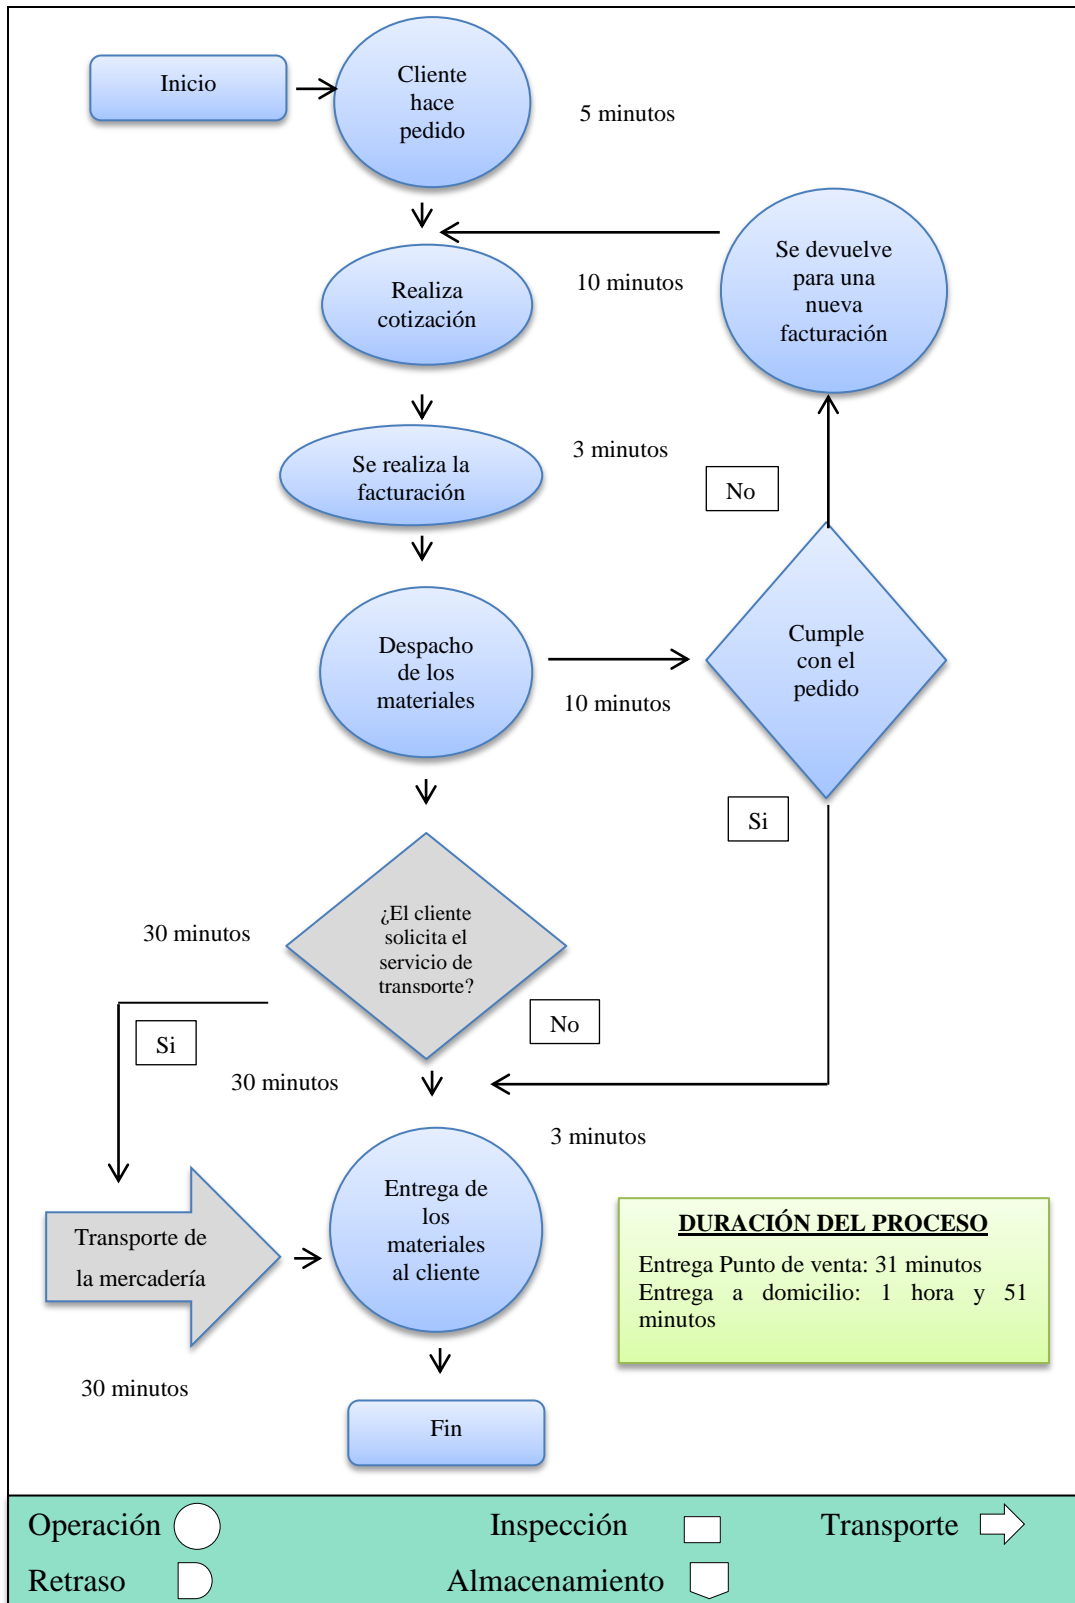 Inicio
Cliente
hace
pedido
5 minutos
Realiza
cotización
10 minutos
Se devuelve
para una
nueva
facturación
Se realiza la
facturación
3 minutos
No
Despacho
de los
materiales
10 minutos
Cumple
con el
pedido
Si
¿El cliente
solicita el
servicio de
transporte?
30 minutos
Si
No
30 minutos
3 minutos
Transporte de
la mercadería
Entrega de
los
materiales
al cliente
30 minutos
DURACIÓN DEL PROCESO
Entrega Punto de venta: 31 minutos
Entrega a domicilio: 1 hora y 51
minutos
Fin
Operación
Inspección
Transporte
Retraso
Almacenamiento